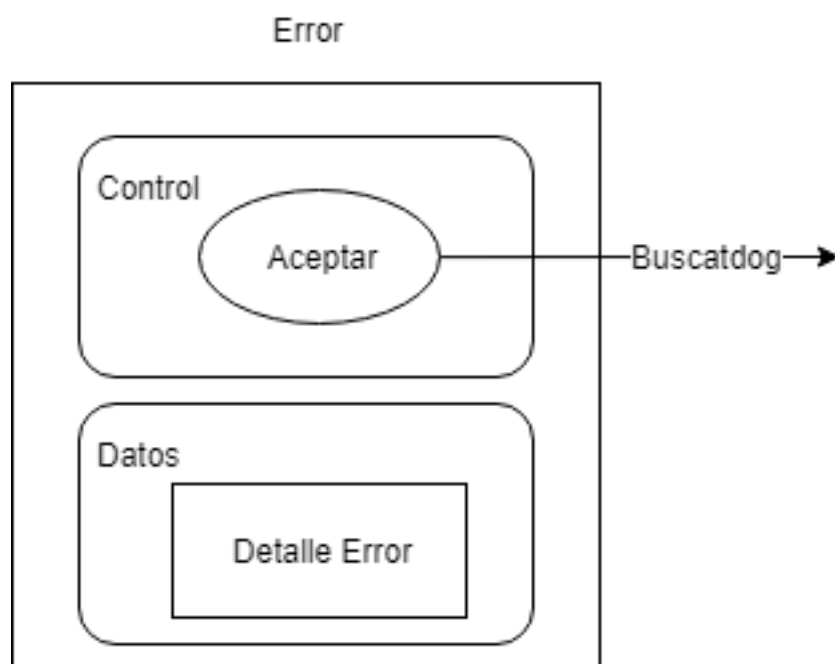 Error
Control
Aceptar
Buscatdog
Datos
Detalle Error